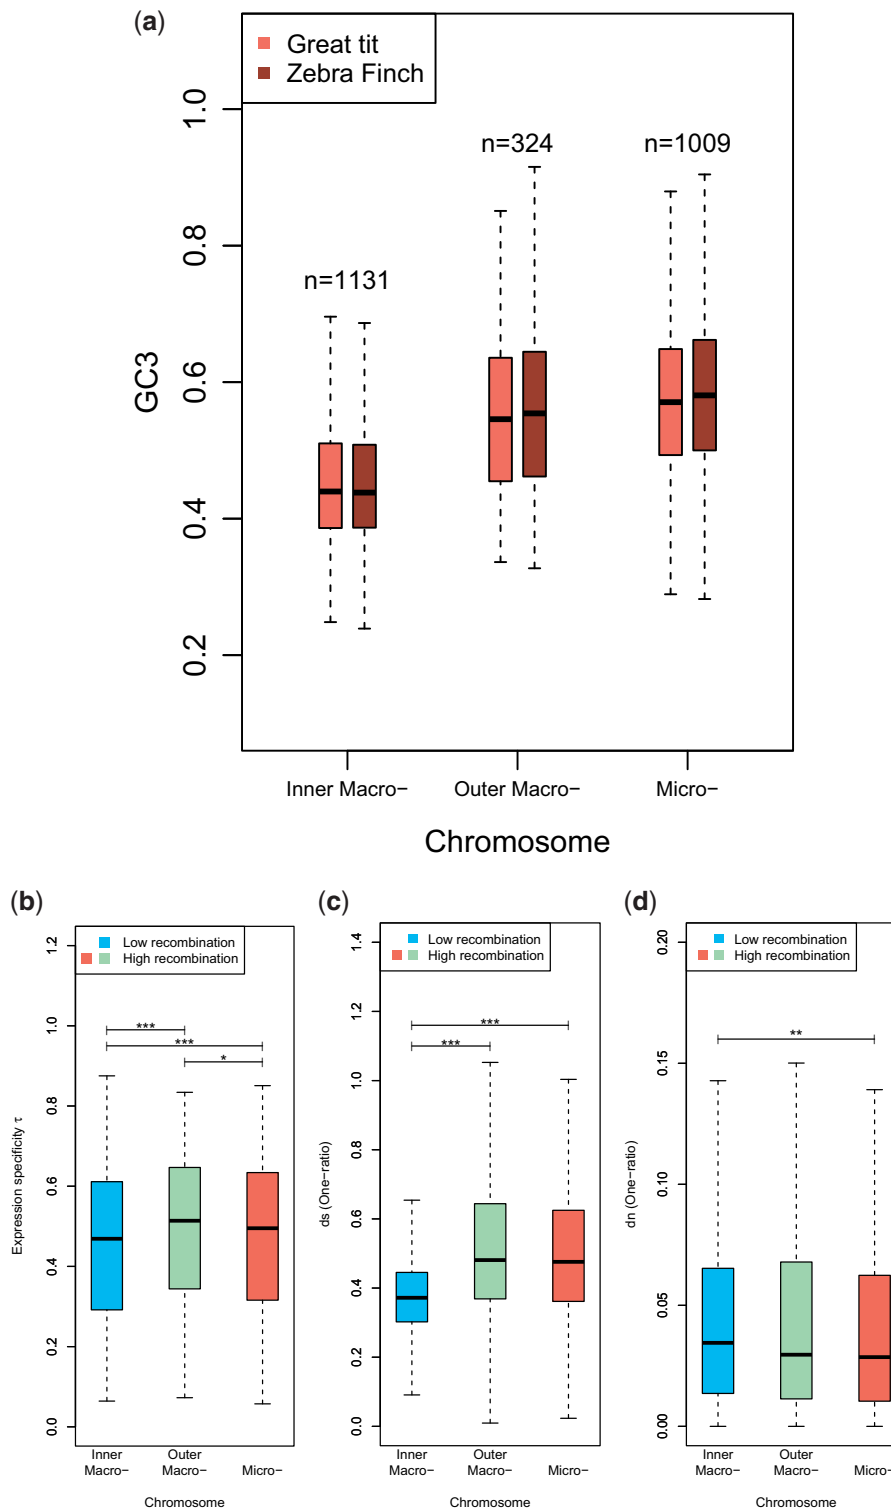 (a)
Great tit
Zebra Finch
n=1131
n=324
n=1009
GC3
1.0
0.8
0.6
0.4
0.2
Inner Macro−
Outer Macro−
Micro−
Chromosome
(b)
Low recombination
High recombination
Expression specificity τ
1.2
1.0
0.8
0.6
0.4
0.2
0.0
***
***
*
Inner
Macro−
Outer
Macro−
Micro−
Chromosome
(c)
Low recombination
High recombination
ds (One−ratio)
1.4
1.2
1.0
0.8
0.6
0.4
0.2
0.0
***
***
Inner
Macro−
Outer
Macro−
Micro−
Chromosome
(d)
Low recombination
High recombination
dn (One−ratio)
0.20
0.15
0.10
0.05
0.00
**
Inner
Macro−
Outer
Macro−
Micro−
Chromosome